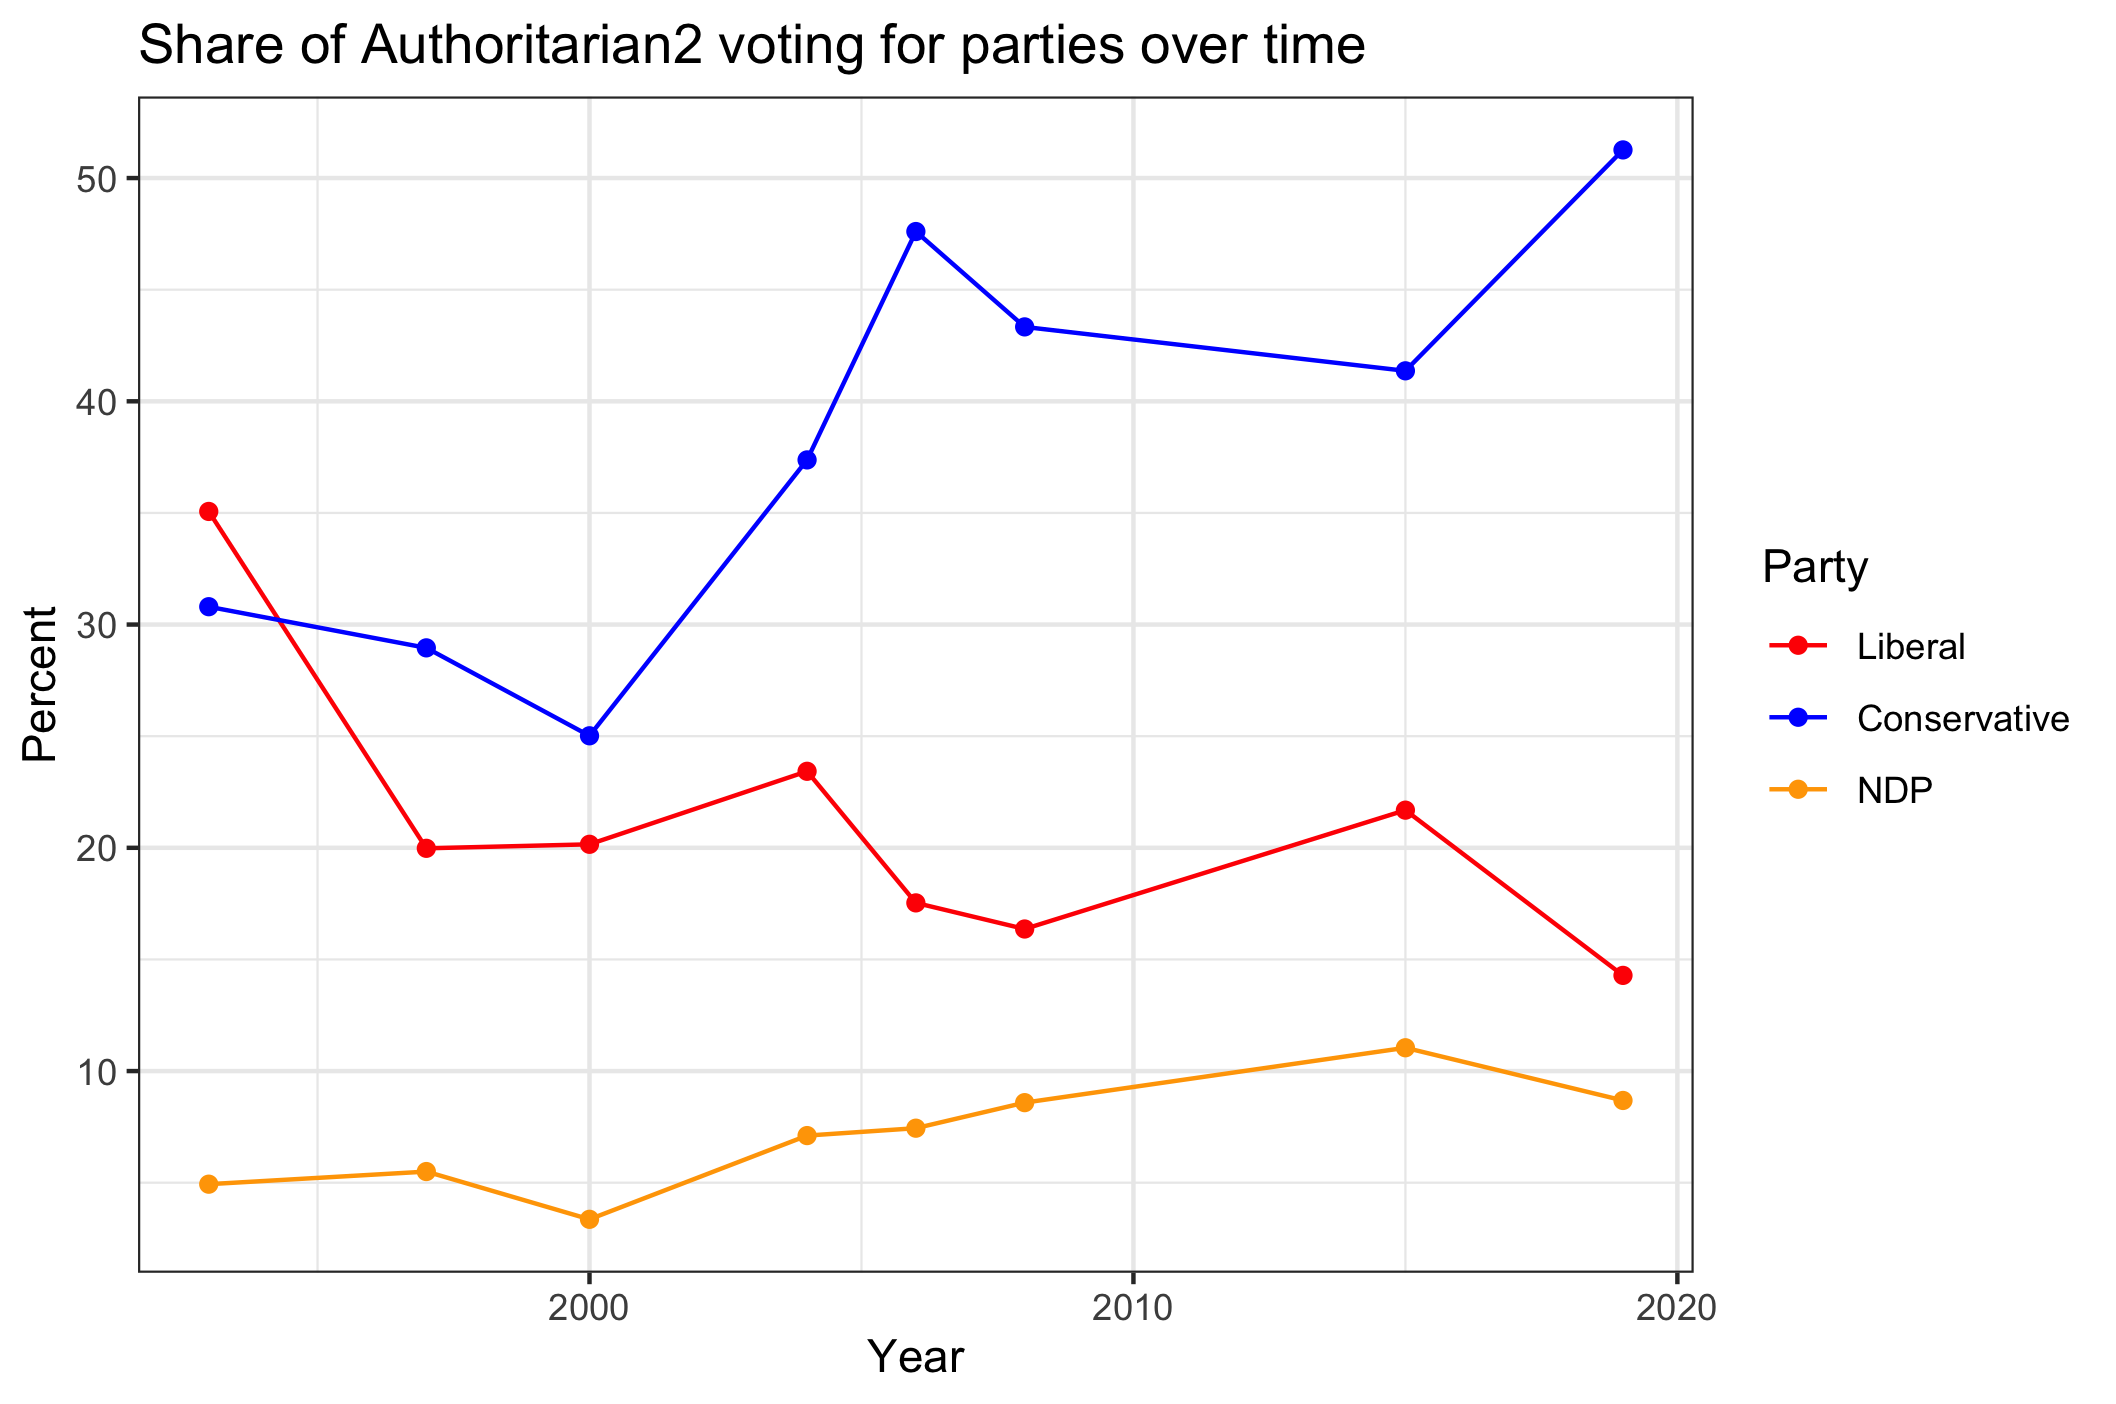 Share of Authoritarian2 voting for parties over time
50
40
30
20
10
Percent
2000
2010
2020
Year
Party
Liberal
Conservative
NDP